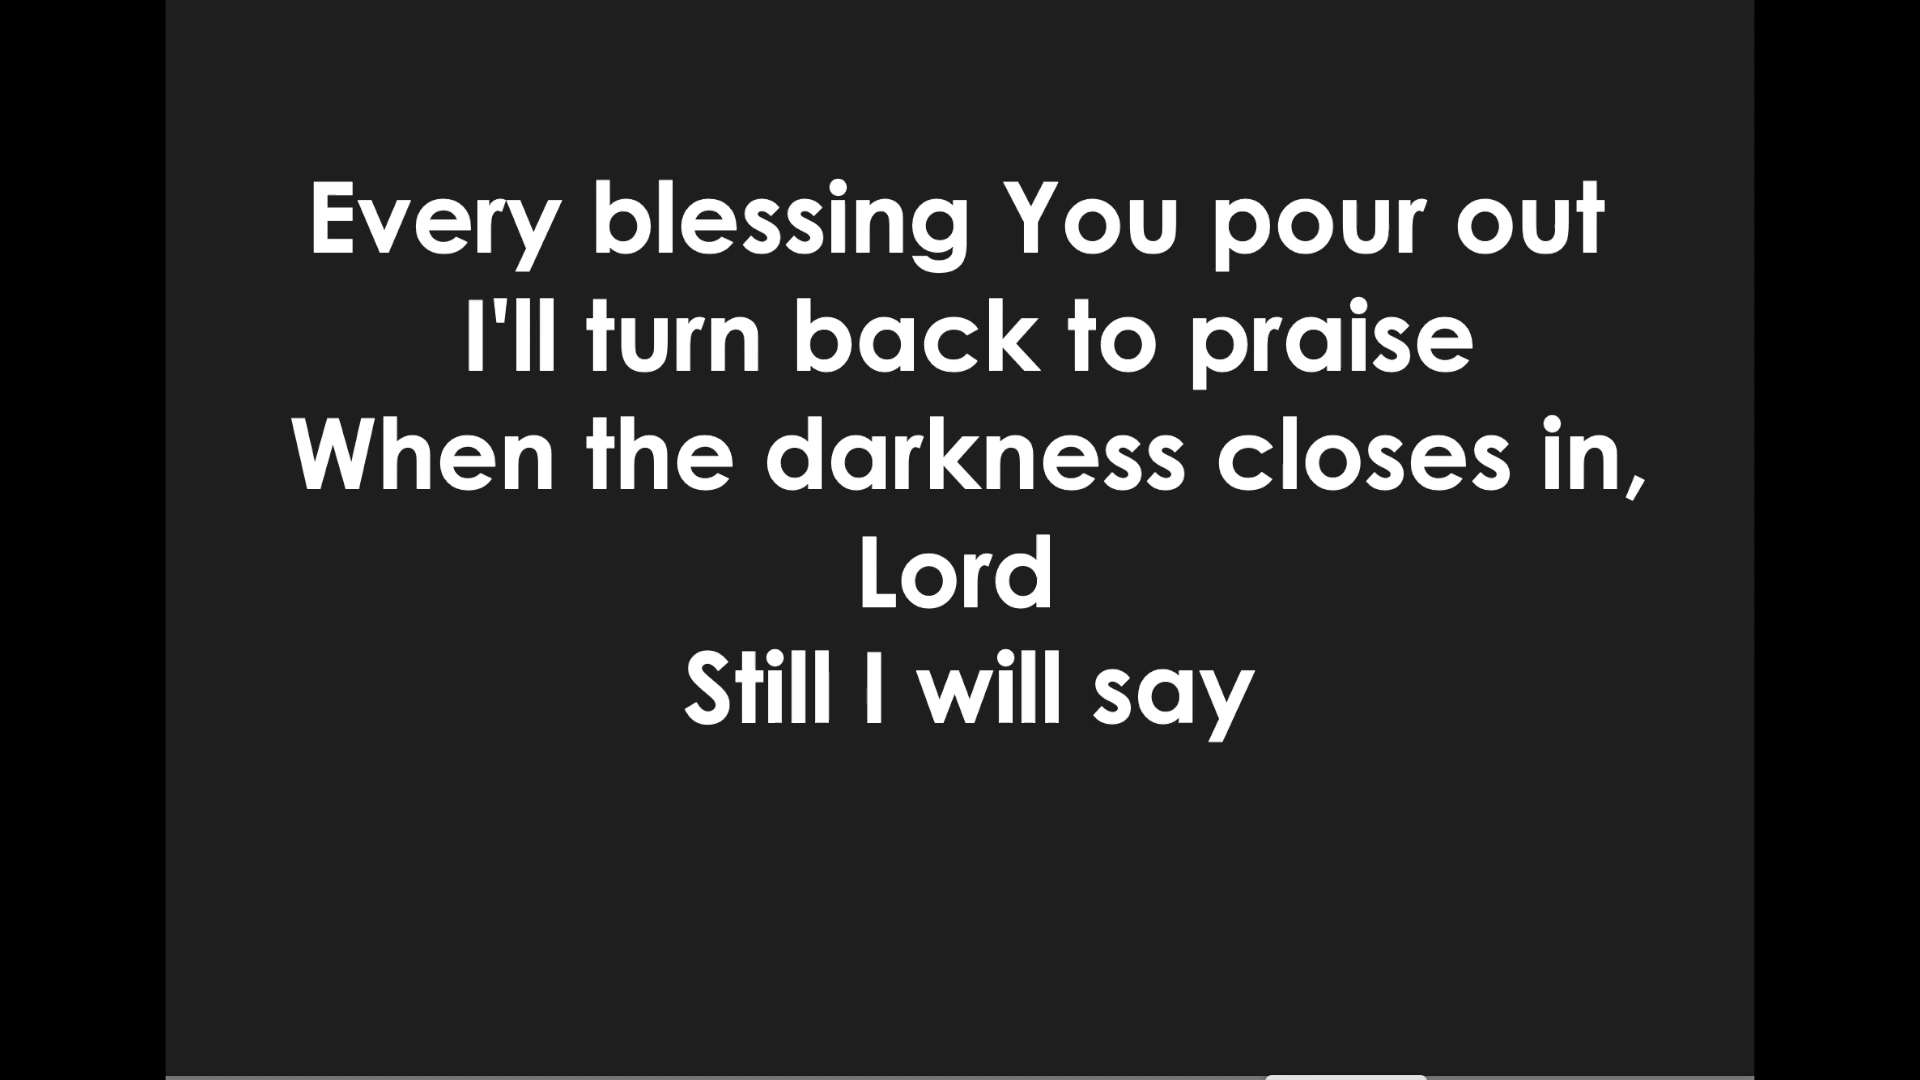 Every blessing You pour out
I'll turn back to praise
When the darkness closes in,
Lord
Still I will say